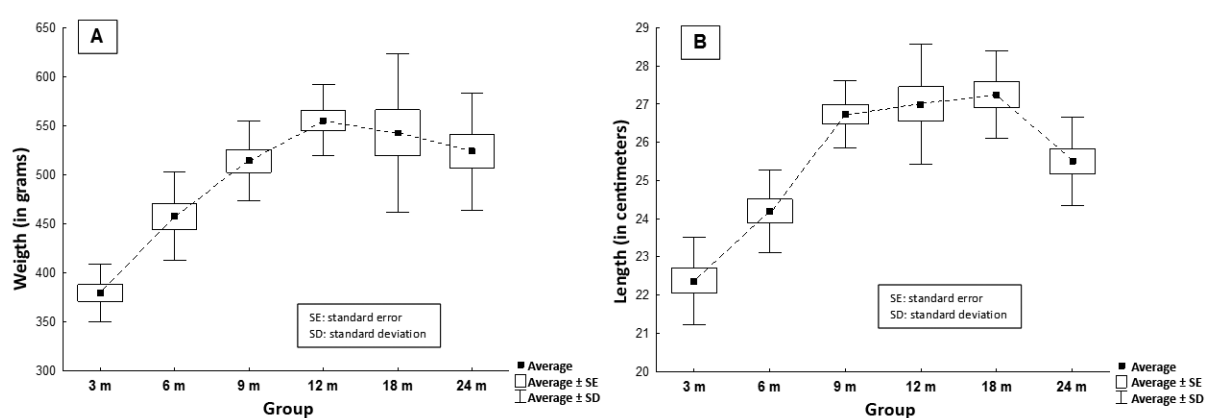 A
Weigth (in grams)
650
600
550
500
450
400
350
300
SE: standard error
SD: standard deviation
3 m 6 m 9 m 12 m 18 m 24 m
Group
Average
Average ± SE
Average ± SD
B
Length (in centimeters)
29
28
27
26
25
24
23
22
21
20
SE: standard error
SD: standard deviation
3 m 6 m 9 m 12 m 18 m 24 m
Group
Average
Average ± SE
Average ± SD